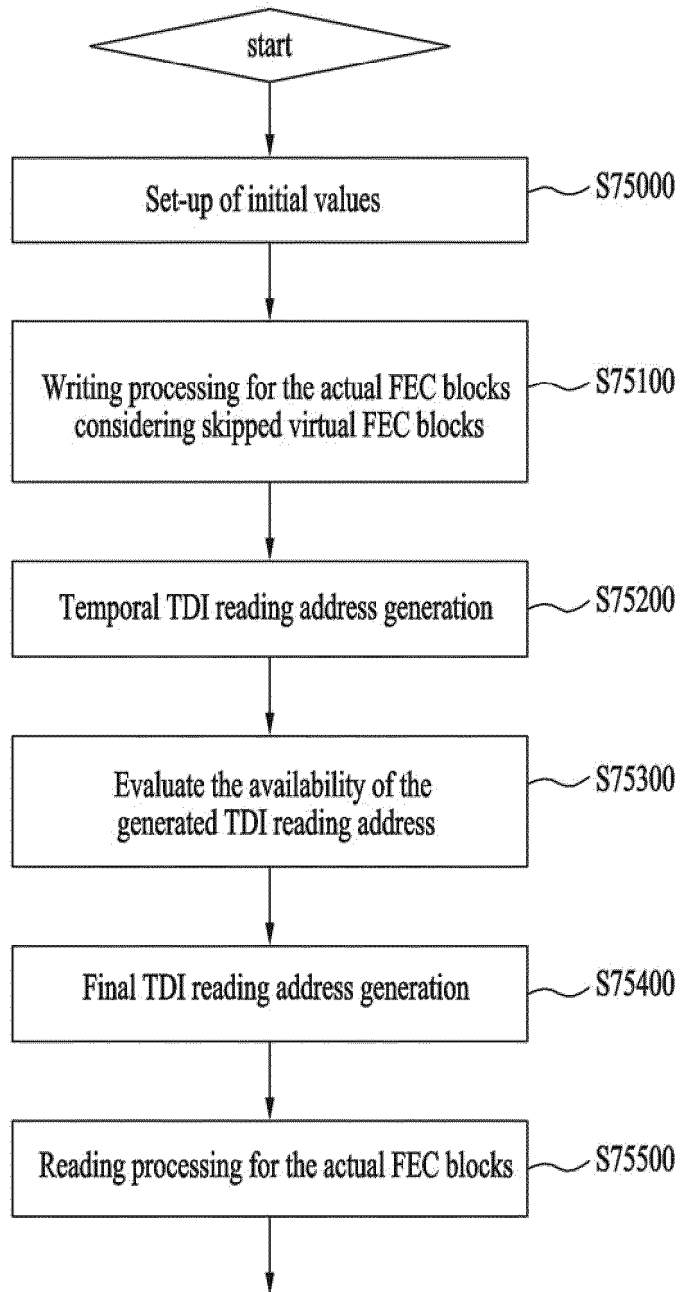 start
Set-up of initial values
S75000
Writing processing for the actual FEC blocks
considering skipped virtual FEC blocks
S75100
Temporal TDI reading address generation
S75200
Evaluate the availability of the
generated TDI reading address
S75300
Final TDI reading address generation
S75400
Reading processing for the actual FEC blocks
S75500